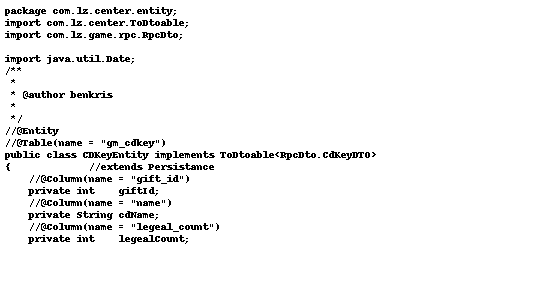 package com.lz.center.entity;
import com.lz.center.ToDtoable;
import com.lz.game.rpc.RpcDto;
import java.util.Date;
/**
 *
 * @author benkris
 *
 */
//@Entity
//@Table(name = "gm_cdkey")
public class CDKeyEntity implements ToDtoable<RpcDto.CdKeyDTO>
{             //extends Persistance
    //@Column(name = "gift_id")
    private int    giftId;
    //@Column(name = "name")
    private String cdName;
    //@Column(name = "legeal_count")
    private int    legealCount;